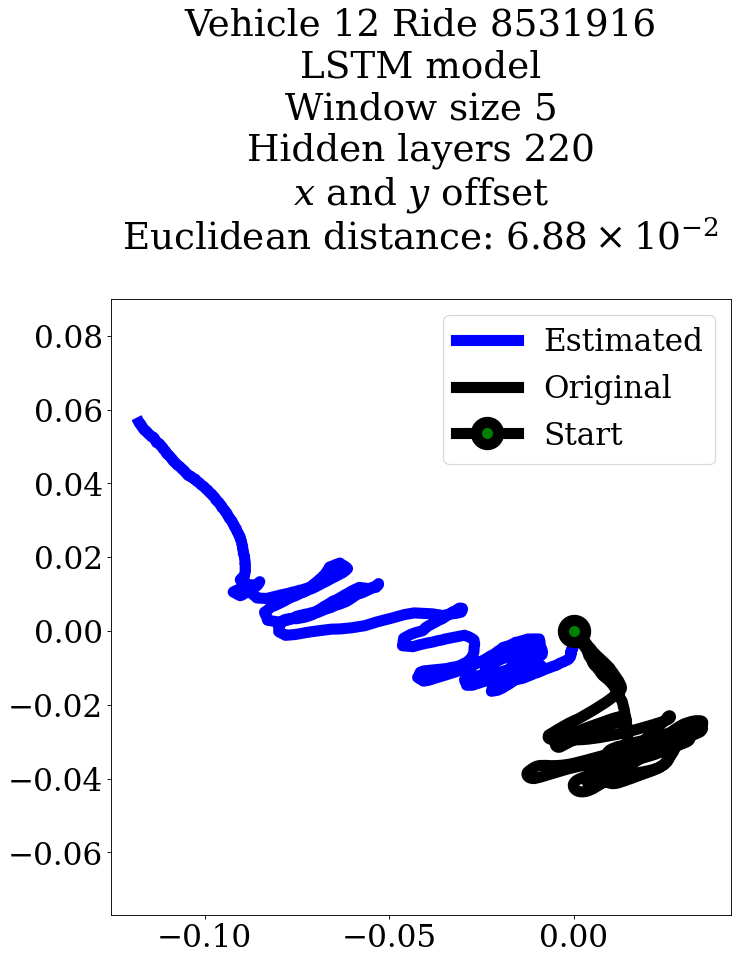 Vehicle 12 Ride 8531916
LSTM model
Window size 5
Hidden layers 220
x and y offset
Euclidean distance: 6.88 × 10⁻²
Estimated
Original
Start
0.08
0.06
0.04
0.02
0.00
−0.02
−0.04
−0.06
−0.10 −0.05 0.00